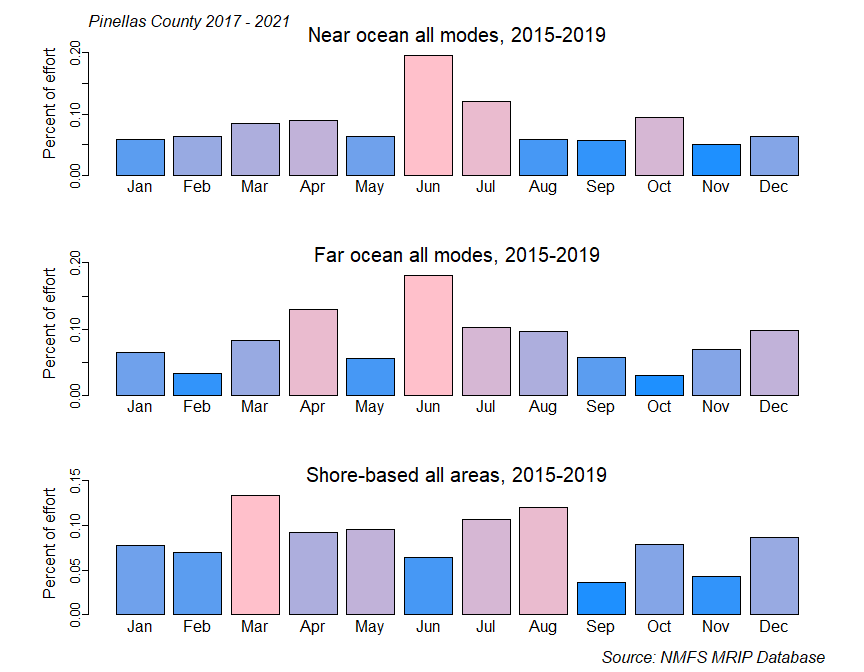 Pinellas County 2017 - 2021
Near ocean all modes, 2015-2019
Percent of effort
0.20
0.10
0.00
Jan Feb Mar Apr May Jun Jul Aug Sep Oct Nov Dec
Far ocean all modes, 2015-2019
Percent of effort
0.20
0.10
0.00
Jan Feb Mar Apr May Jun Jul Aug Sep Oct Nov Dec
Shore-based all areas, 2015-2019
Percent of effort
0.15
0.10
0.05
0.00
Jan Feb Mar Apr May Jun Jul Aug Sep Oct Nov Dec
Source: NMFS MRIP Database